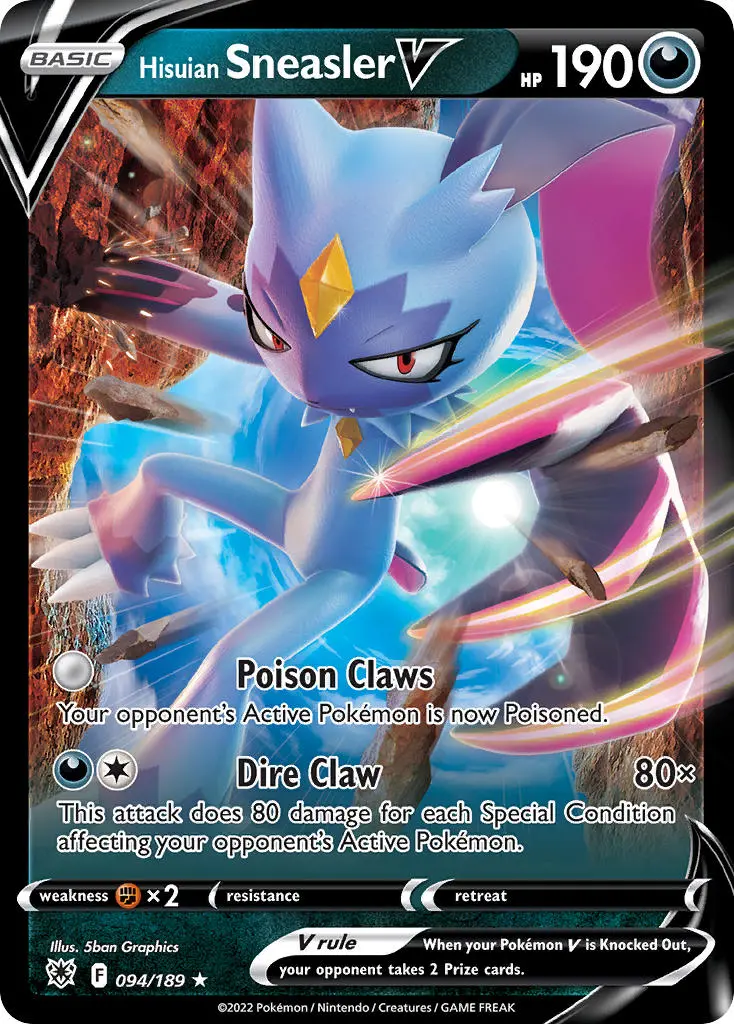 BASIC
Hisuian Sneasler V
HP 190
Poison Claws
Your opponent's Active Pokémon is now Poisoned.
Dire Claw 80×
This attack does 80 damage for each Special Condition
affecting your opponent's Active Pokémon.
weakness ×2 resistance retreat
Illus. 5ban Graphics
V rule When your Pokémon V is Knocked Out,
your opponent takes 2 Prize cards.
F 094/189 ★
©2022 Pokémon / Nintendo / Creatures / GAME FREAK